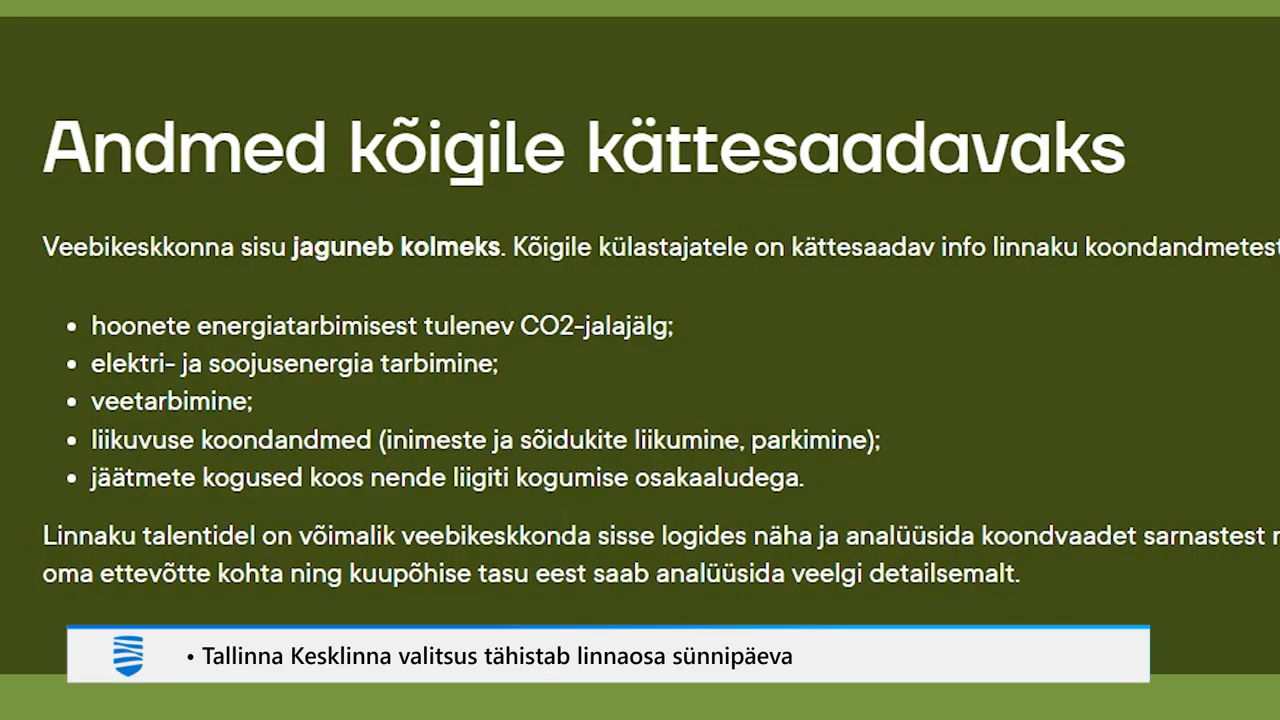 Andmed kõigile kättesaadavaks
Veebikeskkonna sisu jaguneb kolmeks. Kõigile külastajatele on kättesaadav info linnaku koondandmetest
• hoonete energiatarbimisest tulenev CO2-jalajälg;
• elektri- ja soojusenergia tarbimine;
• veetarbimine;
• liikuvuse koondandmed (inimeste ja sõidukite liikumine, parkimine);
• jäätmete kogused koos nende liigiti kogumise osakaaludega.
Linnaku talentidel on võimalik veebikeskkonda sisse logides näha ja analüüsida koondvaadet sarnastest
oma ettevõtte kohta ning kuupõhise tasu eest saab analüüsida veelgi detailsemalt.
• Tallinna Kesklinna valitsus tähistab linnaosa sünnipäeva